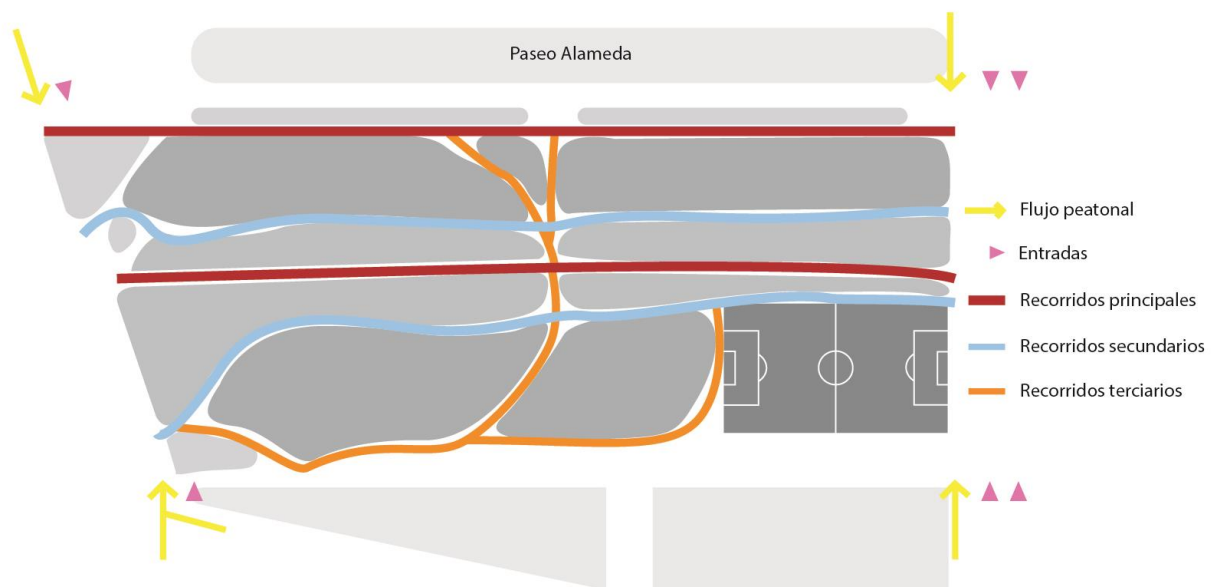 Paseo Alameda
Flujo peatonal
Entradas
Recorridos principales
Recorridos secundarios
Recorridos terciarios